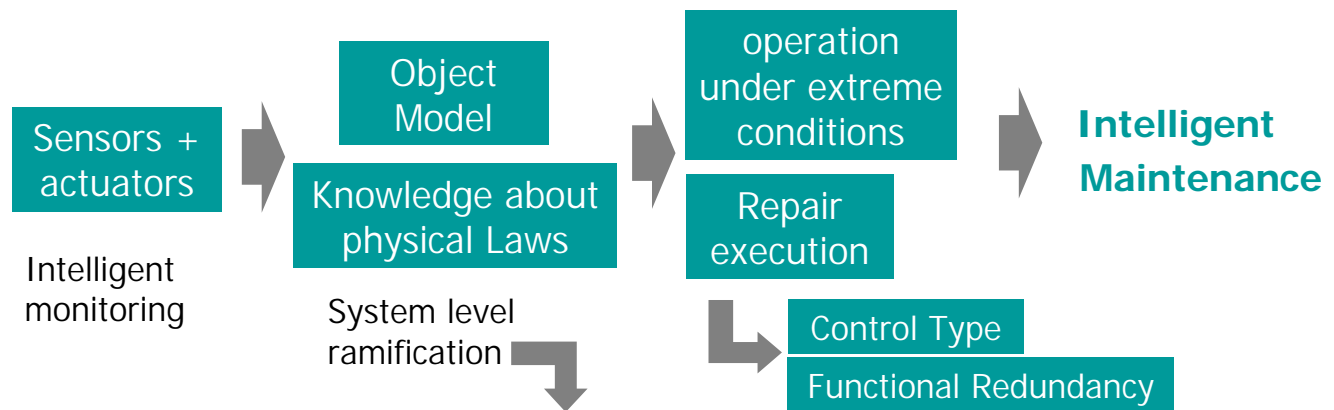 Sensors +
actuators
Intelligent
monitoring
Object
Model
Knowledge about
physical Laws
System level
ramification
operation
under extreme
conditions
Repair
execution
Control Type
Functional Redundancy
Intelligent
Maintenance